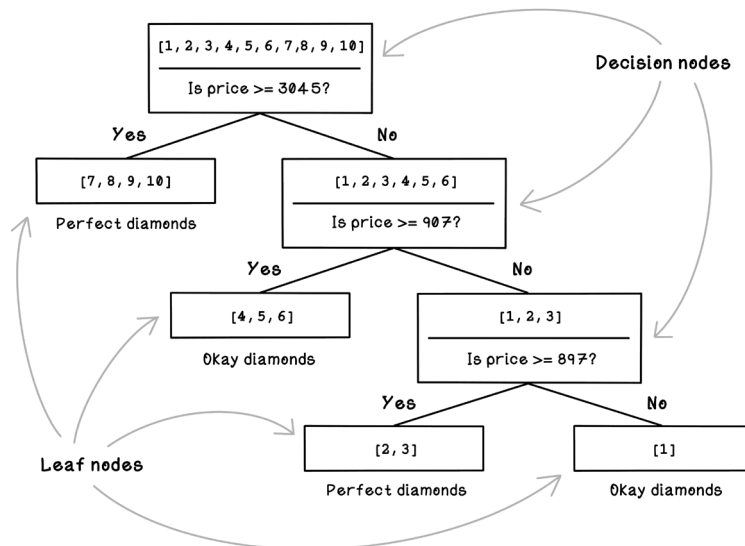 [1, 2, 3, 4, 5, 6, 7,8, 9, 10]
Is price >= 3045?
Decision nodes
Yes
No
[7, 8, 9, 10]
Perfect diamonds
[1, 2, 3, 4, 5, 6]
Is price >= 907?
Yes
No
[4, 5, 6]
Okay diamonds
[1, 2, 3]
Is price >= 897?
Yes
No
Leaf nodes
[2, 3]
Perfect diamonds
[1]
Okay diamonds